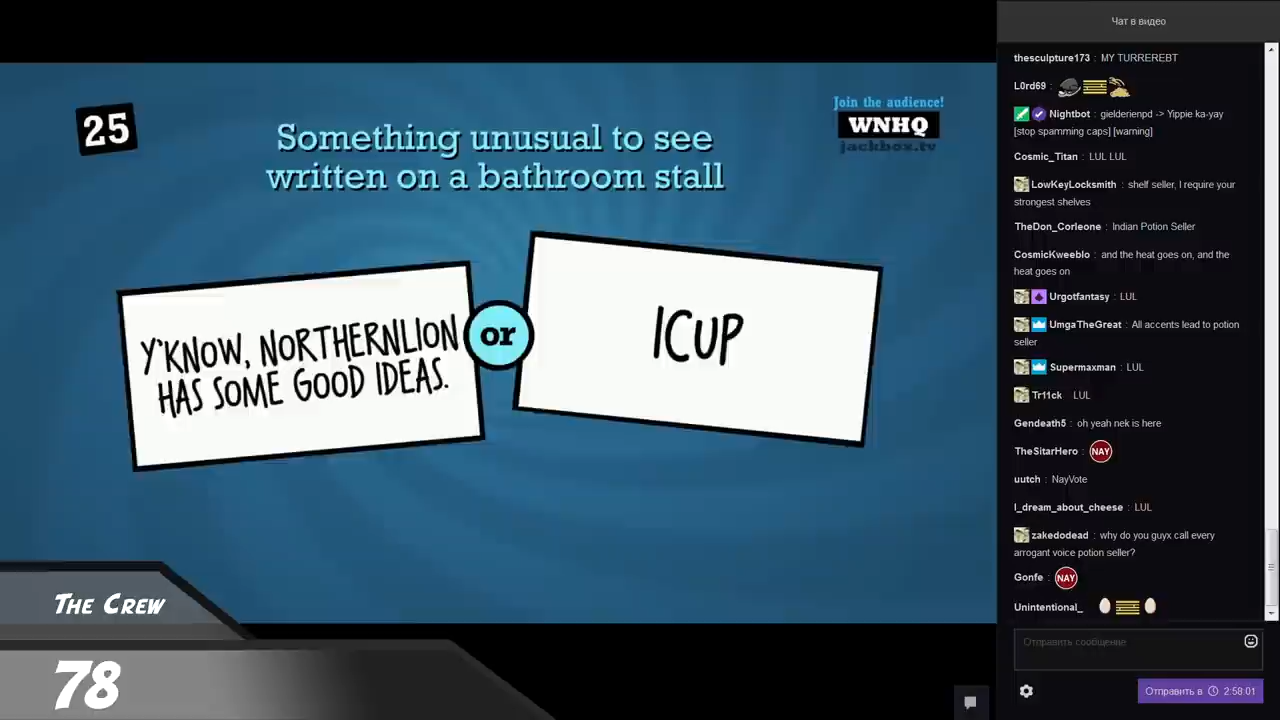 25
Something unusual to see
written on a bathroom stall
Join the audience!
WNHQ
jackbox.tv
Y'KNOW, NORTHERNLION
HAS SOME GOOD IDEAS.
or
ICUP
THE CREW
78
Чат в видео
thesculpture173 : MY TURREREBT
L0rd69 :
Nightbot : gielderienpd -> Yippie ka-yay
[stop spamming caps] [warning]
Cosmic_Titan : LUL LUL
LowKeyLocksmith : shelf seller, I require your
strongest shelves
TheDon_Corleone : Indian Potion Seller
CosmicKweeblo : and the heat goes on, and the
heat goes on
Urgotfantasy : LUL
UmgaTheGreat : All accents lead to potion
seller
Supermaxman : LUL
Tr11ck LUL
Gendeath5 : oh yeah nek is here
TheSitarHero : NAY
uutch : NayVote
I_dream_about_cheese : LUL
zakedodead : why do you guyx call every
arrogant voice potion seller?
Gonfe : NAY
Unintentional_
Отправить сообщение
Отправить в 2:58:01